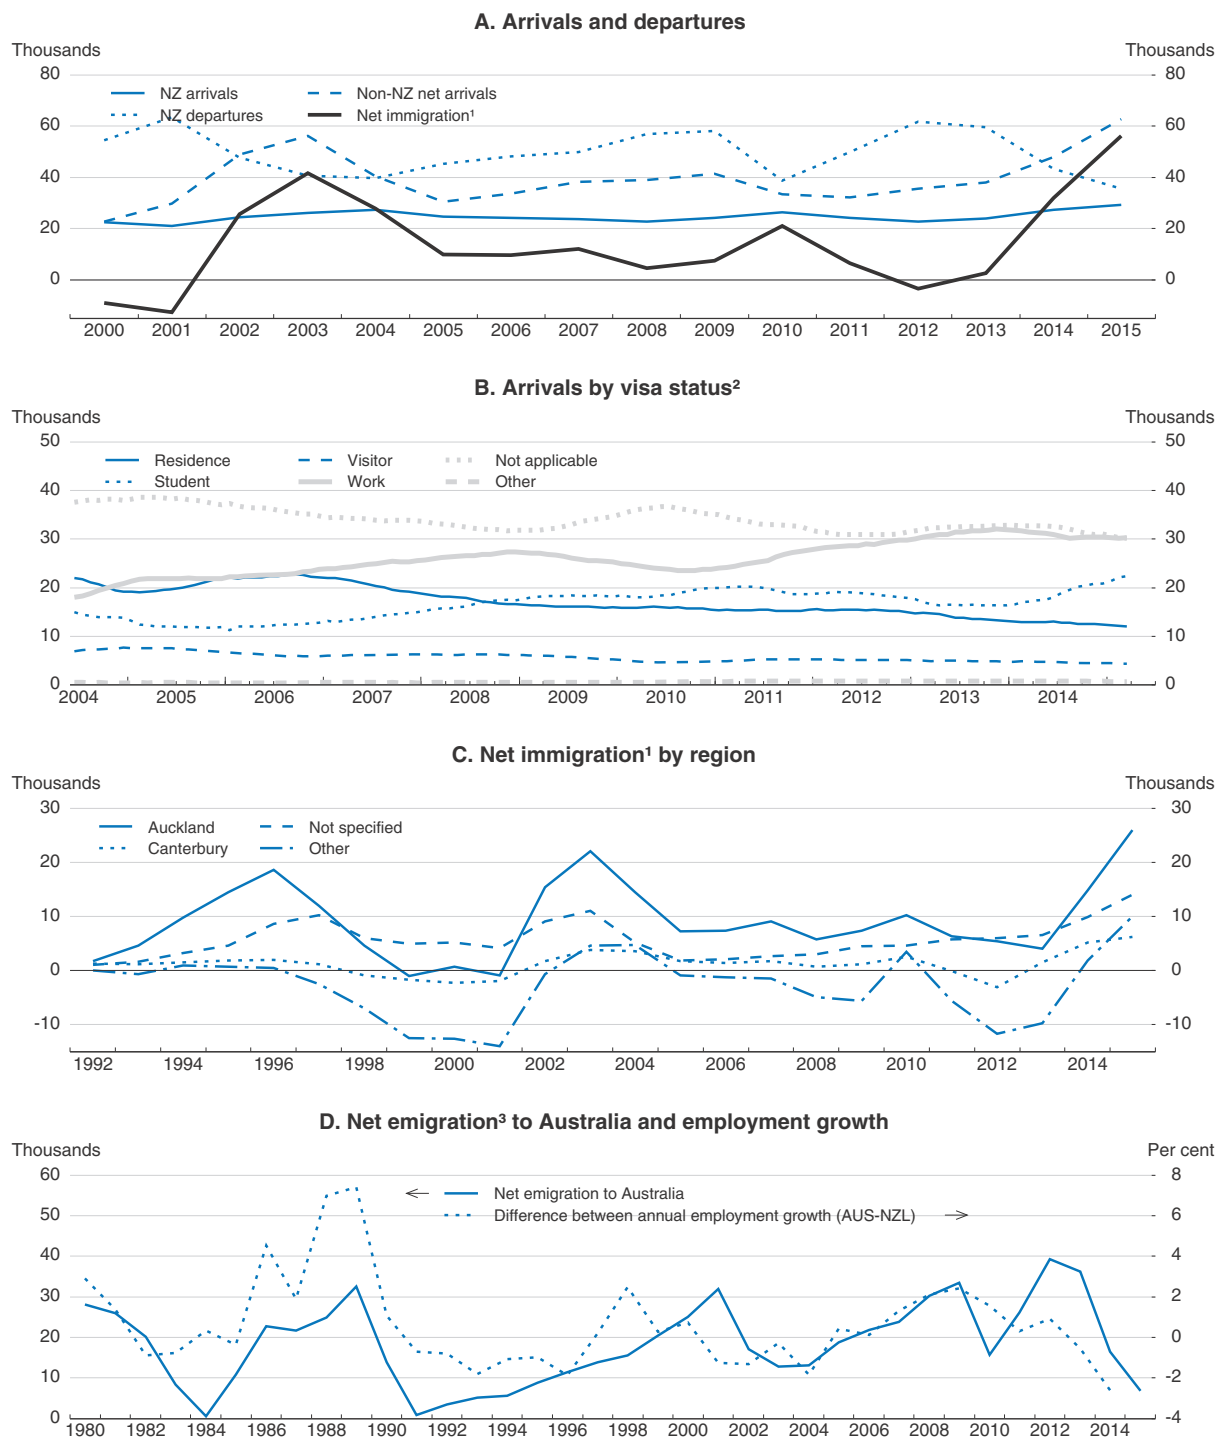 A. Arrivals and departures
Thousands Thousands
80 80
NZ arrivals Non-NZ net arrivals
NZ departures Net immigration¹
60 60
40 40
20 20
0 0
2000 2001 2002 2003 2004 2005 2006 2007 2008 2009 2010 2011 2012 2013 2014 2015
B. Arrivals by visa status²
Thousands Thousands
50 50
Residence Visitor Not applicable
Student Work Other
40 40
30 30
20 20
10 10
0 0
2004 2005 2006 2007 2008 2009 2010 2011 2012 2013 2014
C. Net immigration¹ by region
Thousands Thousands
30 30
Auckland Not specified
Canterbury Other
20 20
10 10
0 0
-10 -10
1992 1994 1996 1998 2000 2002 2004 2006 2008 2010 2012 2014
D. Net emigration³ to Australia and employment growth
Thousands Per cent
60 8
Net emigration to Australia
50 Difference between annual employment growth (AUS-NZL) 6
40 4
30 2
20 0
10 -2
0 -4
1980 1982 1984 1986 1988 1990 1992 1994 1996 1998 2000 2002 2004 2006 2008 2010 2012 2014